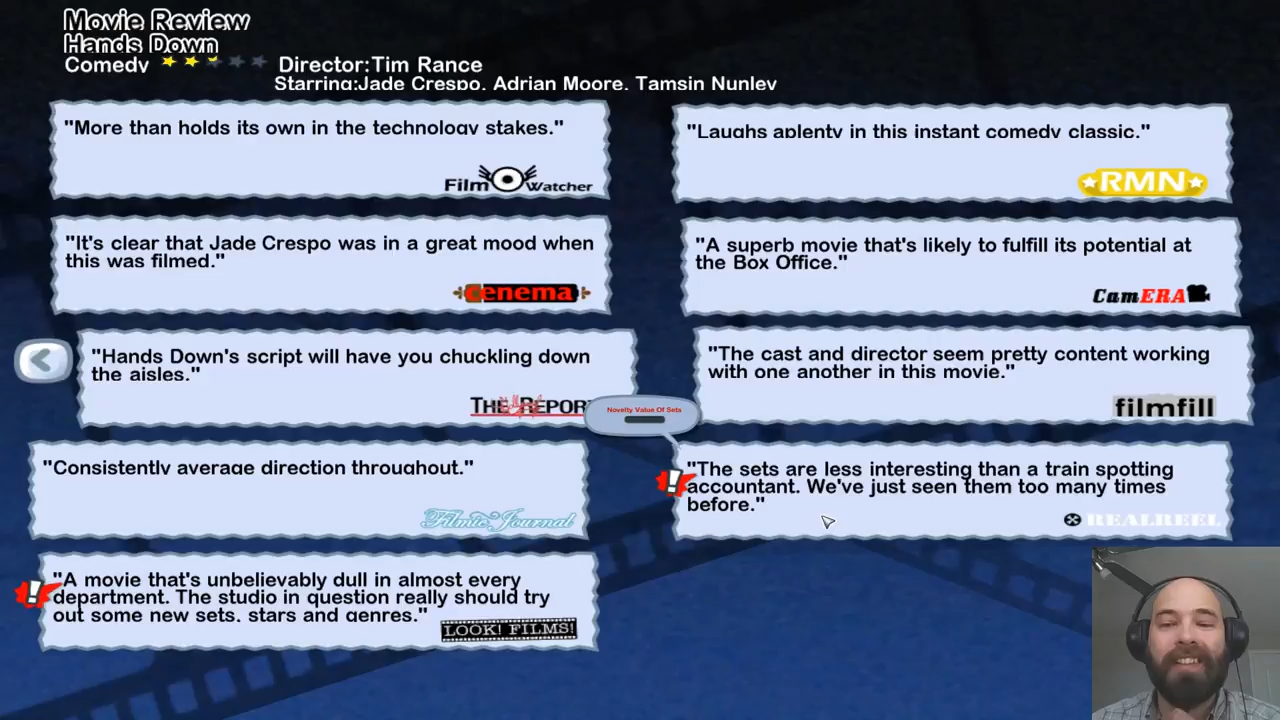 Movie Review
Hands Down
Comedy
Director:Tim Rance
Starring:Jade Crespo, Adrian Moore, Tamsin Nunley
"More than holds its own in the technology stakes."
Film Watcher
"Laughs aplenty in this instant comedy classic."
RMN
"It's clear that Jade Crespo was in a great mood when
this was filmed."
cenema
"A superb movie that's likely to fulfill its potential at
the Box Office."
CamERA
"Hands Down's script will have you chuckling down
the aisles."
THE REPOR
"The cast and director seem pretty content working
with one another in this movie."
filmfill
Novelty Value Of Sets
"Consistently average direction throughout."
Filmic Journal
"The sets are less interesting than a train spotting
accountant. We've just seen them too many times
before."
REALREEL
"A movie that's unbelievably dull in almost every
department. The studio in question really should try
out some new sets, stars and genres."
LOOK! FILMS!